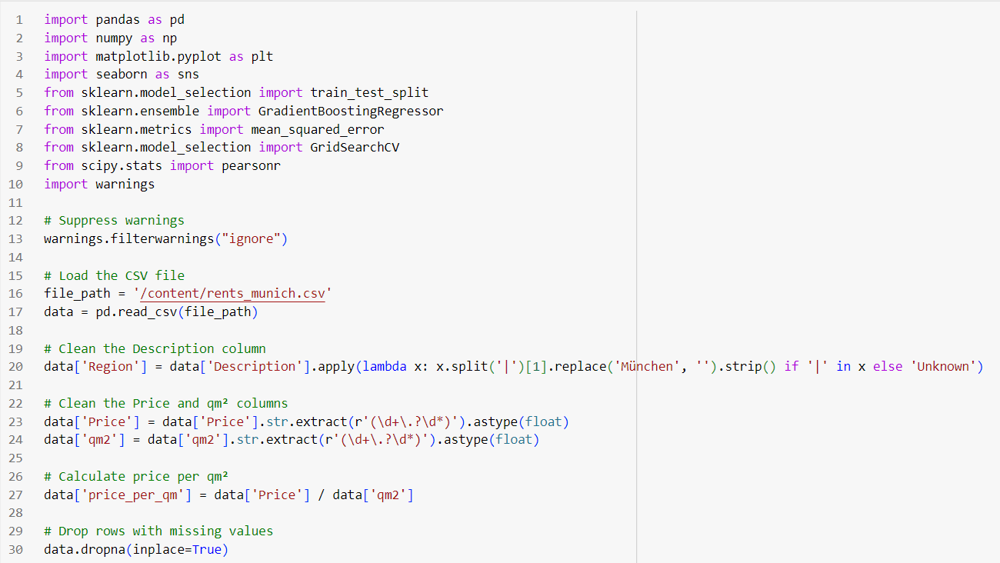 1 import pandas as pd
2 import numpy as np
3 import matplotlib.pyplot as plt
4 import seaborn as sns
5 from sklearn.model_selection import train_test_split
6 from sklearn.ensemble import GradientBoostingRegressor
7 from sklearn.metrics import mean_squared_error
8 from sklearn.model_selection import GridSearchCV
9 from scipy.stats import pearsonr
10 import warnings
11
12 # Suppress warnings
13 warnings.filterwarnings("ignore")
14
15 # Load the CSV file
16 file_path = '/content/rents_munich.csv'
17 data = pd.read_csv(file_path)
18
19 # Clean the Description column
20 data['Region'] = data['Description'].apply(lambda x: x.split('|')[1].replace('München', '').strip() if '|' in x else 'Unknown')
21
22 # Clean the Price and qm² columns
23 data['Price'] = data['Price'].str.extract(r'(\d+\.?\d*)').astype(float)
24 data['qm2'] = data['qm2'].str.extract(r'(\d+\.?\d*)').astype(float)
25
26 # Calculate price per qm²
27 data['price_per_qm'] = data['Price'] / data['qm2']
28
29 # Drop rows with missing values
30 data.dropna(inplace=True)